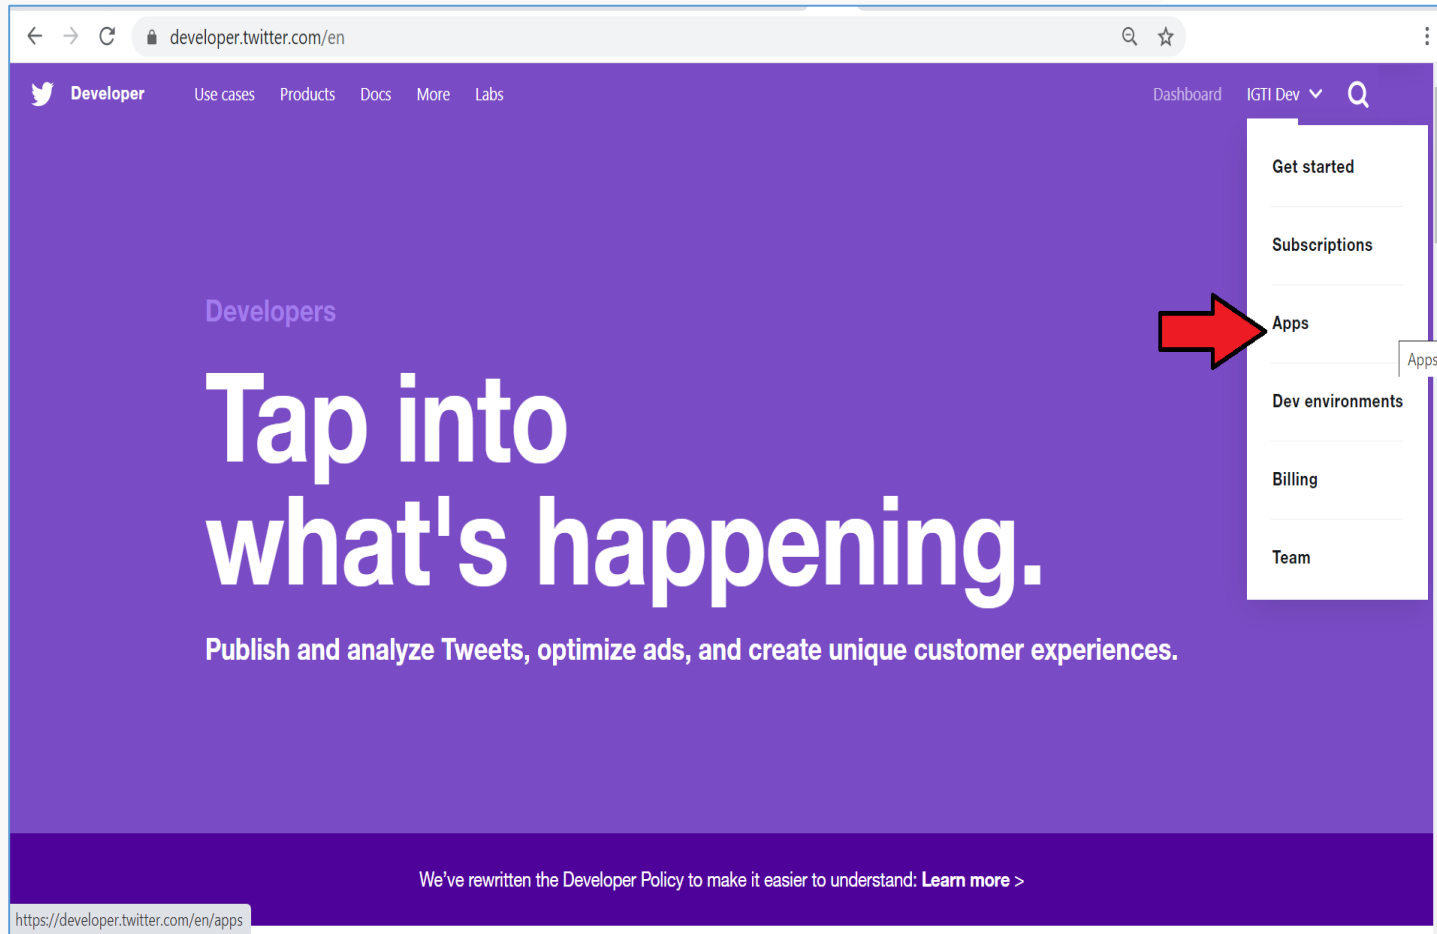 developer.twitter.com/en
Developer Use cases Products Docs More Labs Dashboard IGTI Dev
Get started
Subscriptions
Apps
Apps
Dev environments
Billing
Team
Developers
Tap into
what's happening.
Publish and analyze Tweets, optimize ads, and create unique customer experiences.
We've rewritten the Developer Policy to make it easier to understand: Learn more >
https://developer.twitter.com/en/apps